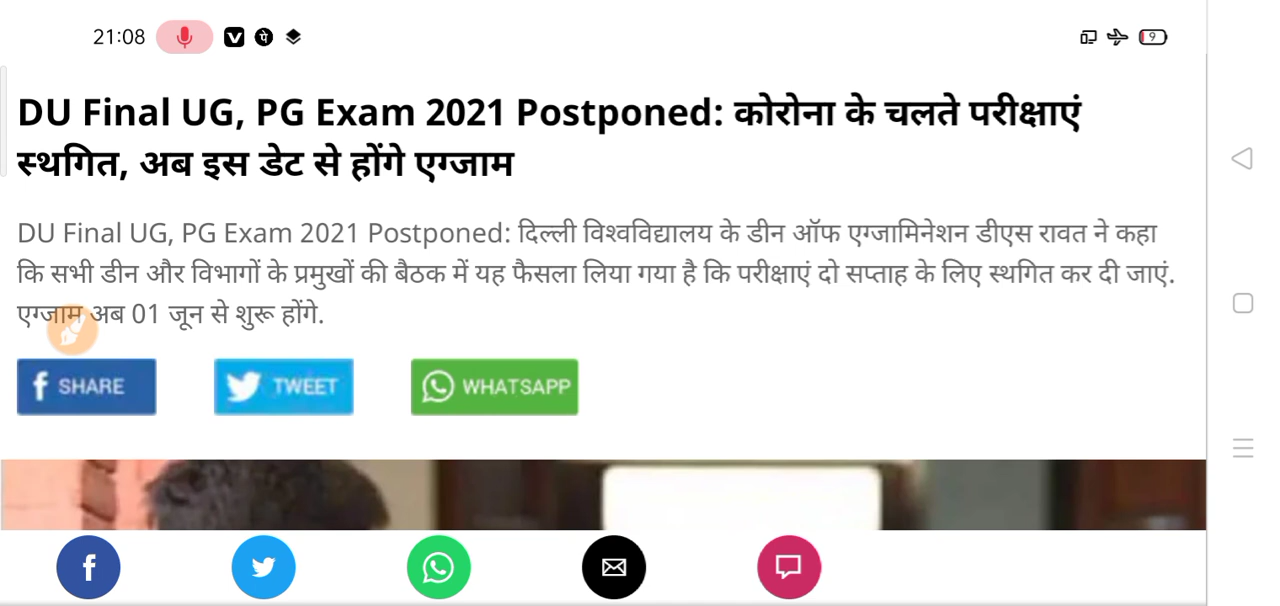 21:08
9
DU Final UG, PG Exam 2021 Postponed: कोरोना के चलते परीक्षाएं
स्थगित, अब इस डेट से होंगे एग्जाम
DU Final UG, PG Exam 2021 Postponed: दिल्ली विश्वविद्यालय के डीन ऑफ एग्जामिनेशन डीएस रावत ने कहा
कि सभी डीन और विभागों के प्रमुखों की बैठक में यह फैसला लिया गया है कि परीक्षाएं दो सप्ताह के लिए स्थगित कर दी जाएं.
एग्जाम अब 01 जून से शुरू होंगे.
SHARE
TWEET
WHATSAPP